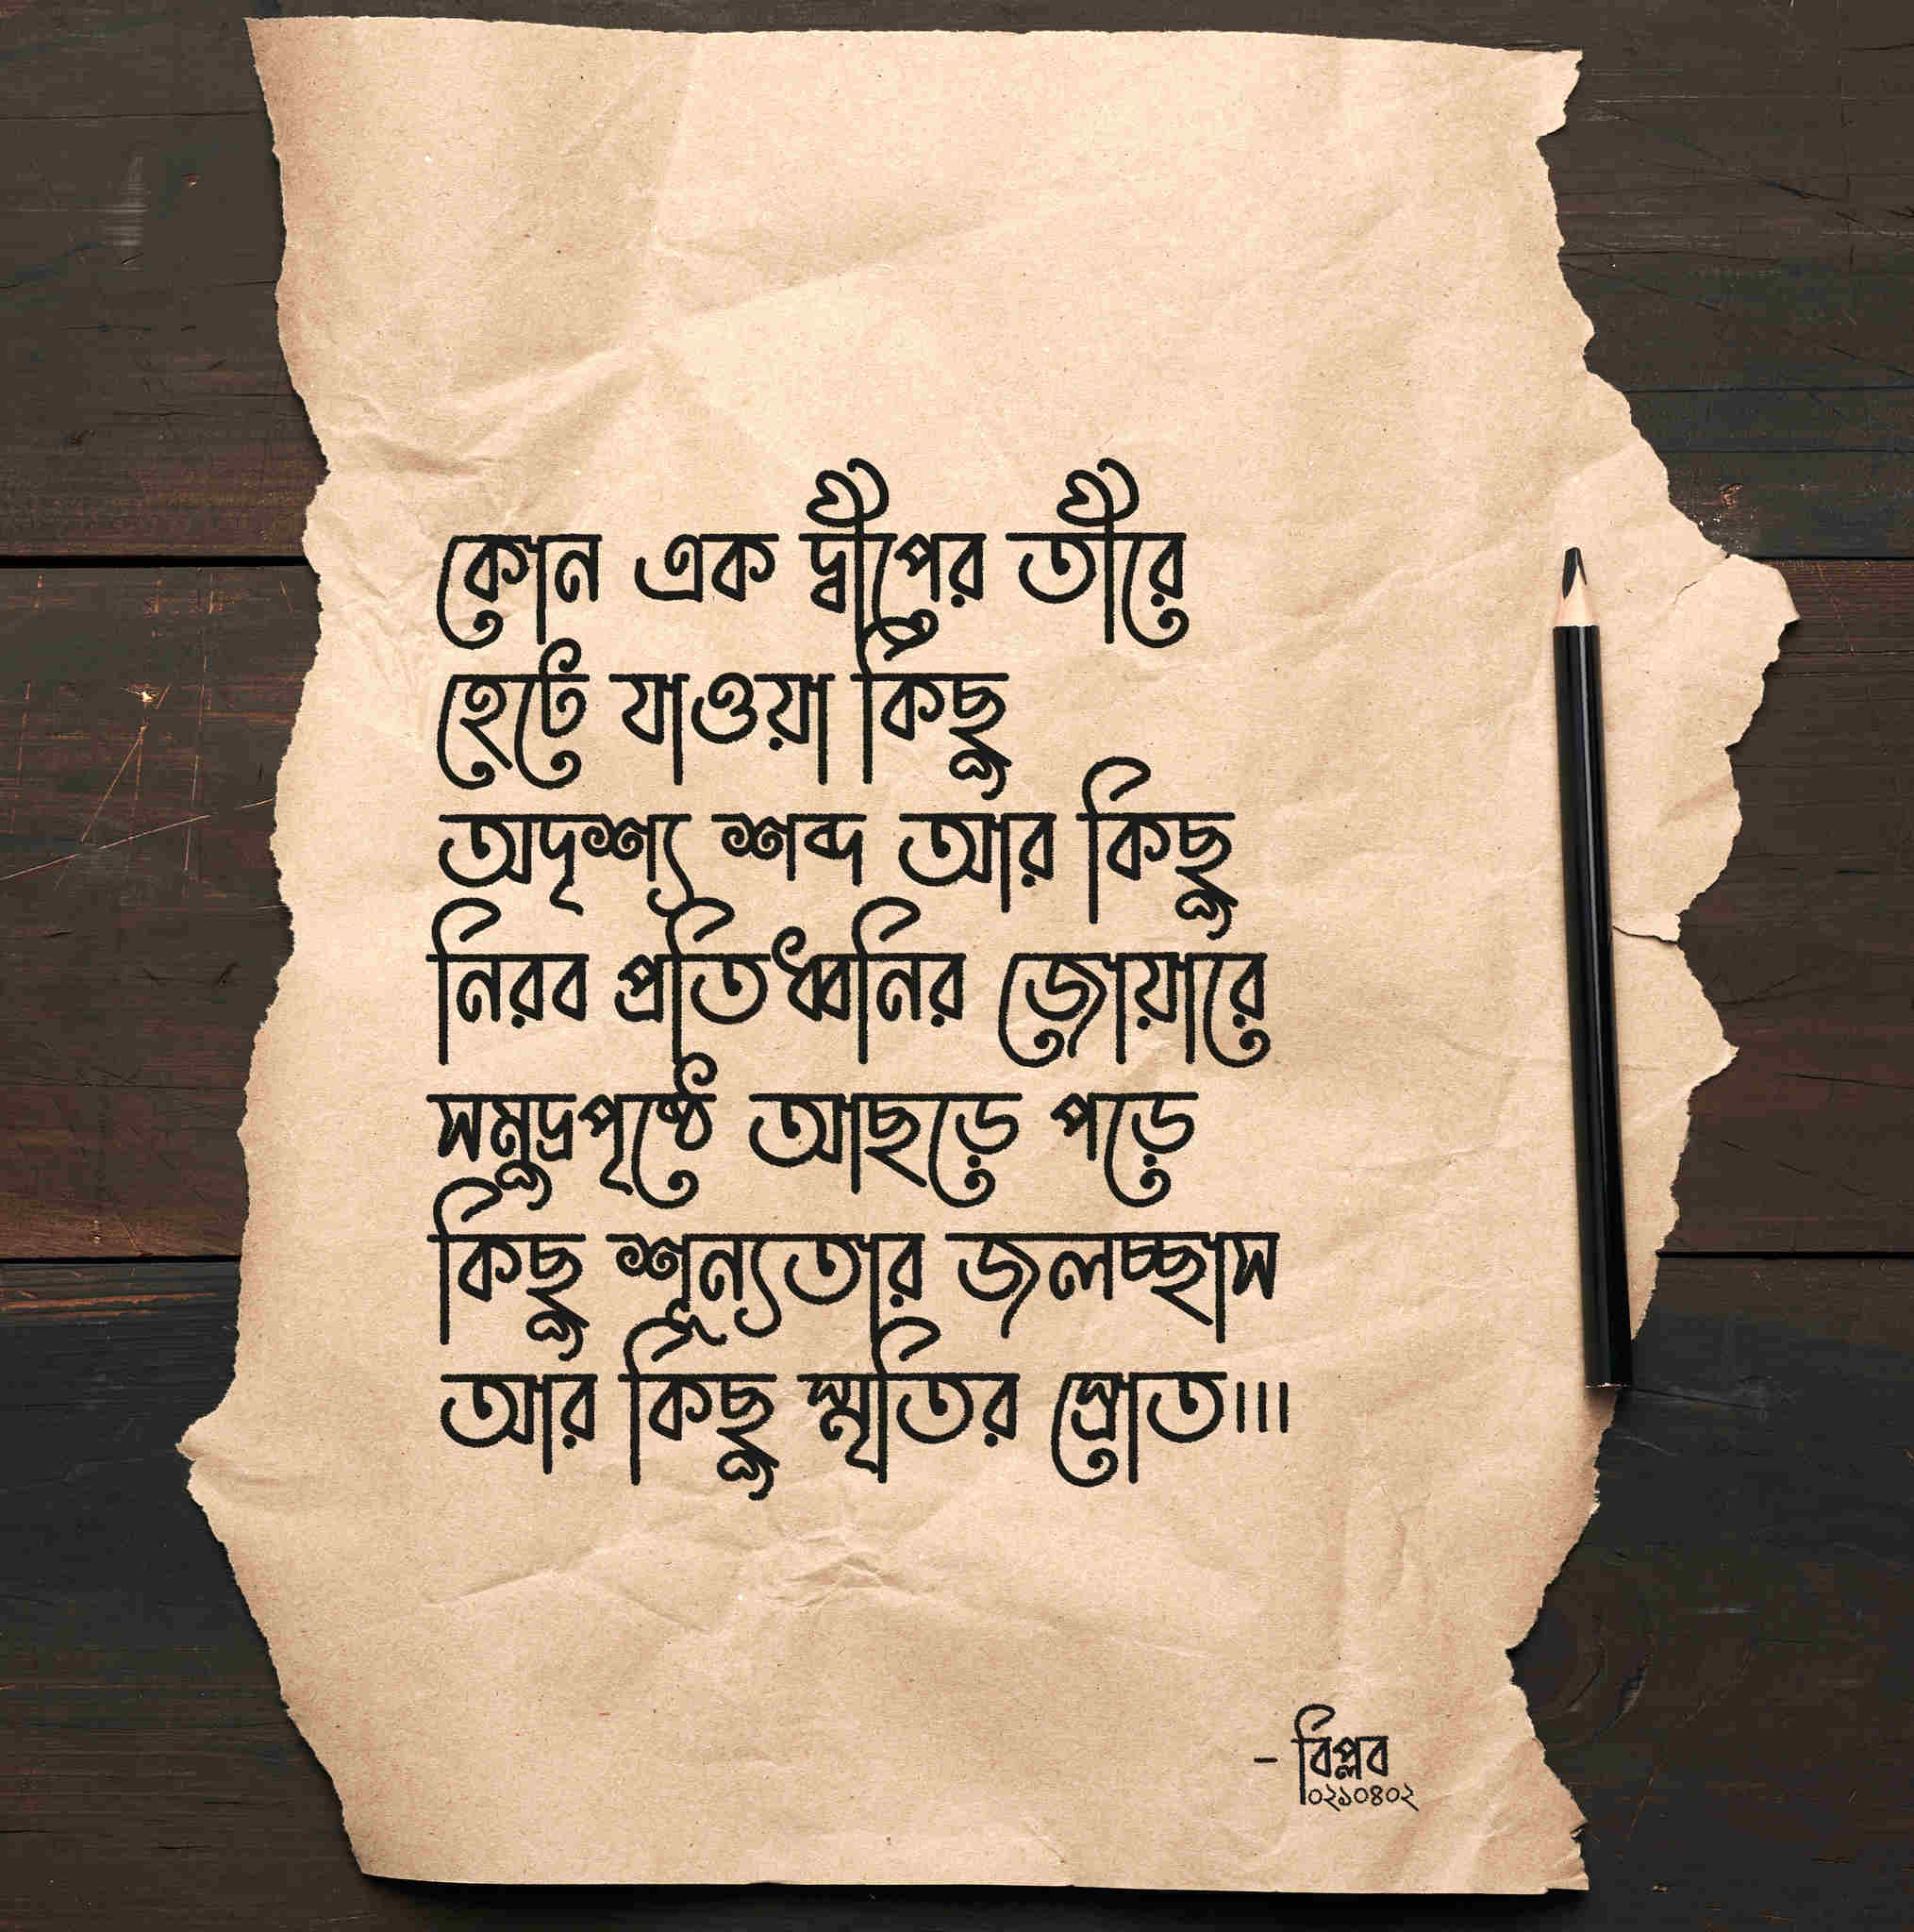 কোন এক দ্বীপের তীরে
হেটে যাওয়া কিছু
অদৃশ্য শব্দ আর কিছু
নিরব প্রতিধ্বনির জোয়ারে
সমুদ্রপৃষ্ঠে আছড়ে পড়ে
কিছু শূন্যতার জলচ্ছাস
আর কিছু স্মৃতির স্রোত।।।
- বিপ্লব
০২১০৪০২